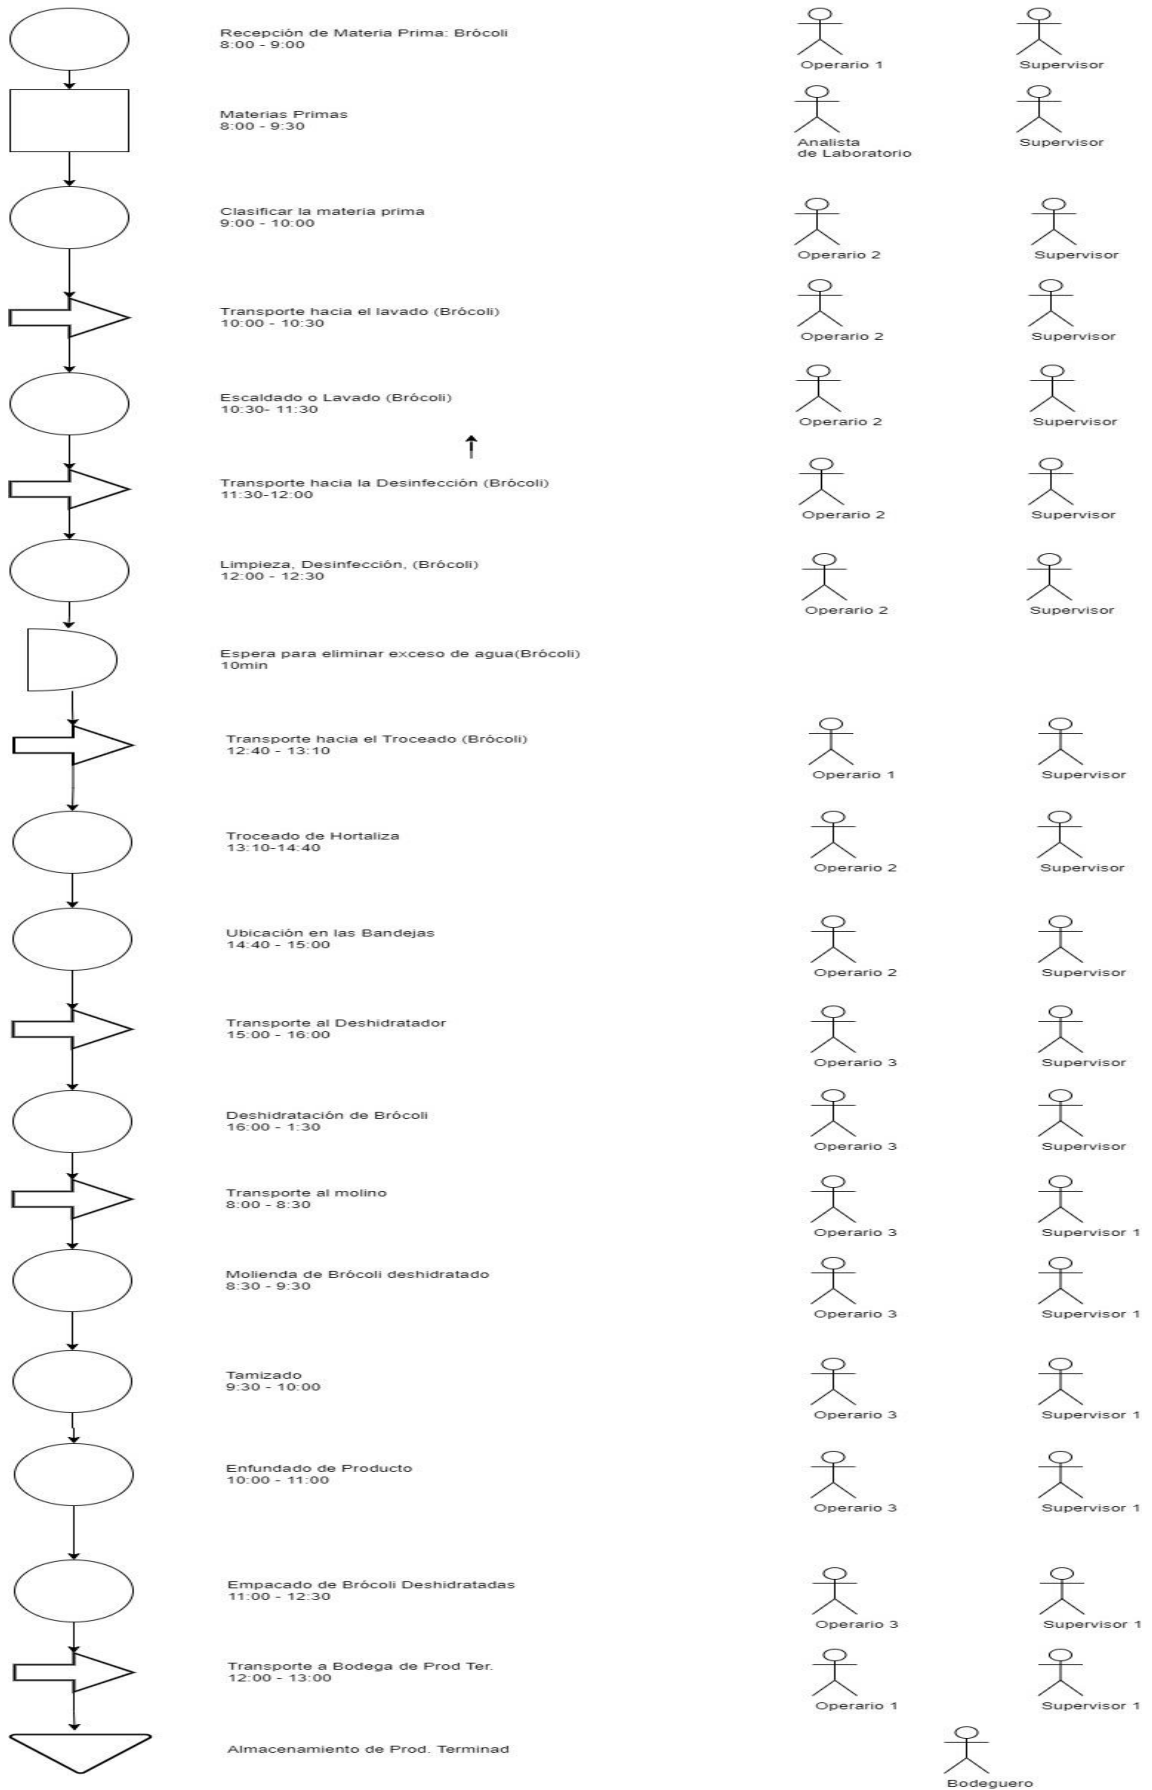 Recepción de Materia Prima: Brócoli
8:00 - 9:00
Operario 1
Supervisor
Materias Primas
8:00 - 9:30
Analista
de Laboratorio
Supervisor
Clasificar la materia prima
9:00 - 10:00
Operario 2
Supervisor
Transporte hacia el lavado (Brócoli)
10:00 - 10:30
Operario 2
Supervisor
Escaldado o Lavado (Brócoli)
10:30- 11:30
Operario 2
Supervisor
Transporte hacia la Desinfección (Brócoli)
11:30-12:00
Operario 2
Supervisor
Limpieza, Desinfección, (Brócoli)
12:00 - 12:30
Operario 2
Supervisor
Espera para eliminar exceso de agua(Brócoli)
10min
Transporte hacia el Troceado (Brócoli)
12:40 - 13:10
Operario 1
Supervisor
Troceado de Hortaliza
13:10-14:40
Operario 2
Supervisor
Ubicación en las Bandejas
14:40 - 15:00
Operario 2
Supervisor
Transporte al Deshidratador
15:00 - 16:00
Operario 3
Supervisor
Deshidratación de Brócoli
16:00 - 1:30
Operario 3
Supervisor
Transporte al molino
8:00 - 8:30
Operario 3
Supervisor 1
Molienda de Brócoli deshidratado
8:30 - 9:30
Operario 3
Supervisor 1
Tamizado
9:30 - 10:00
Operario 3
Supervisor 1
Enfundado de Producto
10:00 - 11:00
Operario 3
Supervisor 1
Empacado de Brócoli Deshidratadas
11:00 - 12:30
Operario 3
Supervisor 1
Transporte a Bodega de Prod Ter.
12:00 - 13:00
Operario 1
Supervisor 1
Almacenamiento de Prod. Terminad
Bodeguero